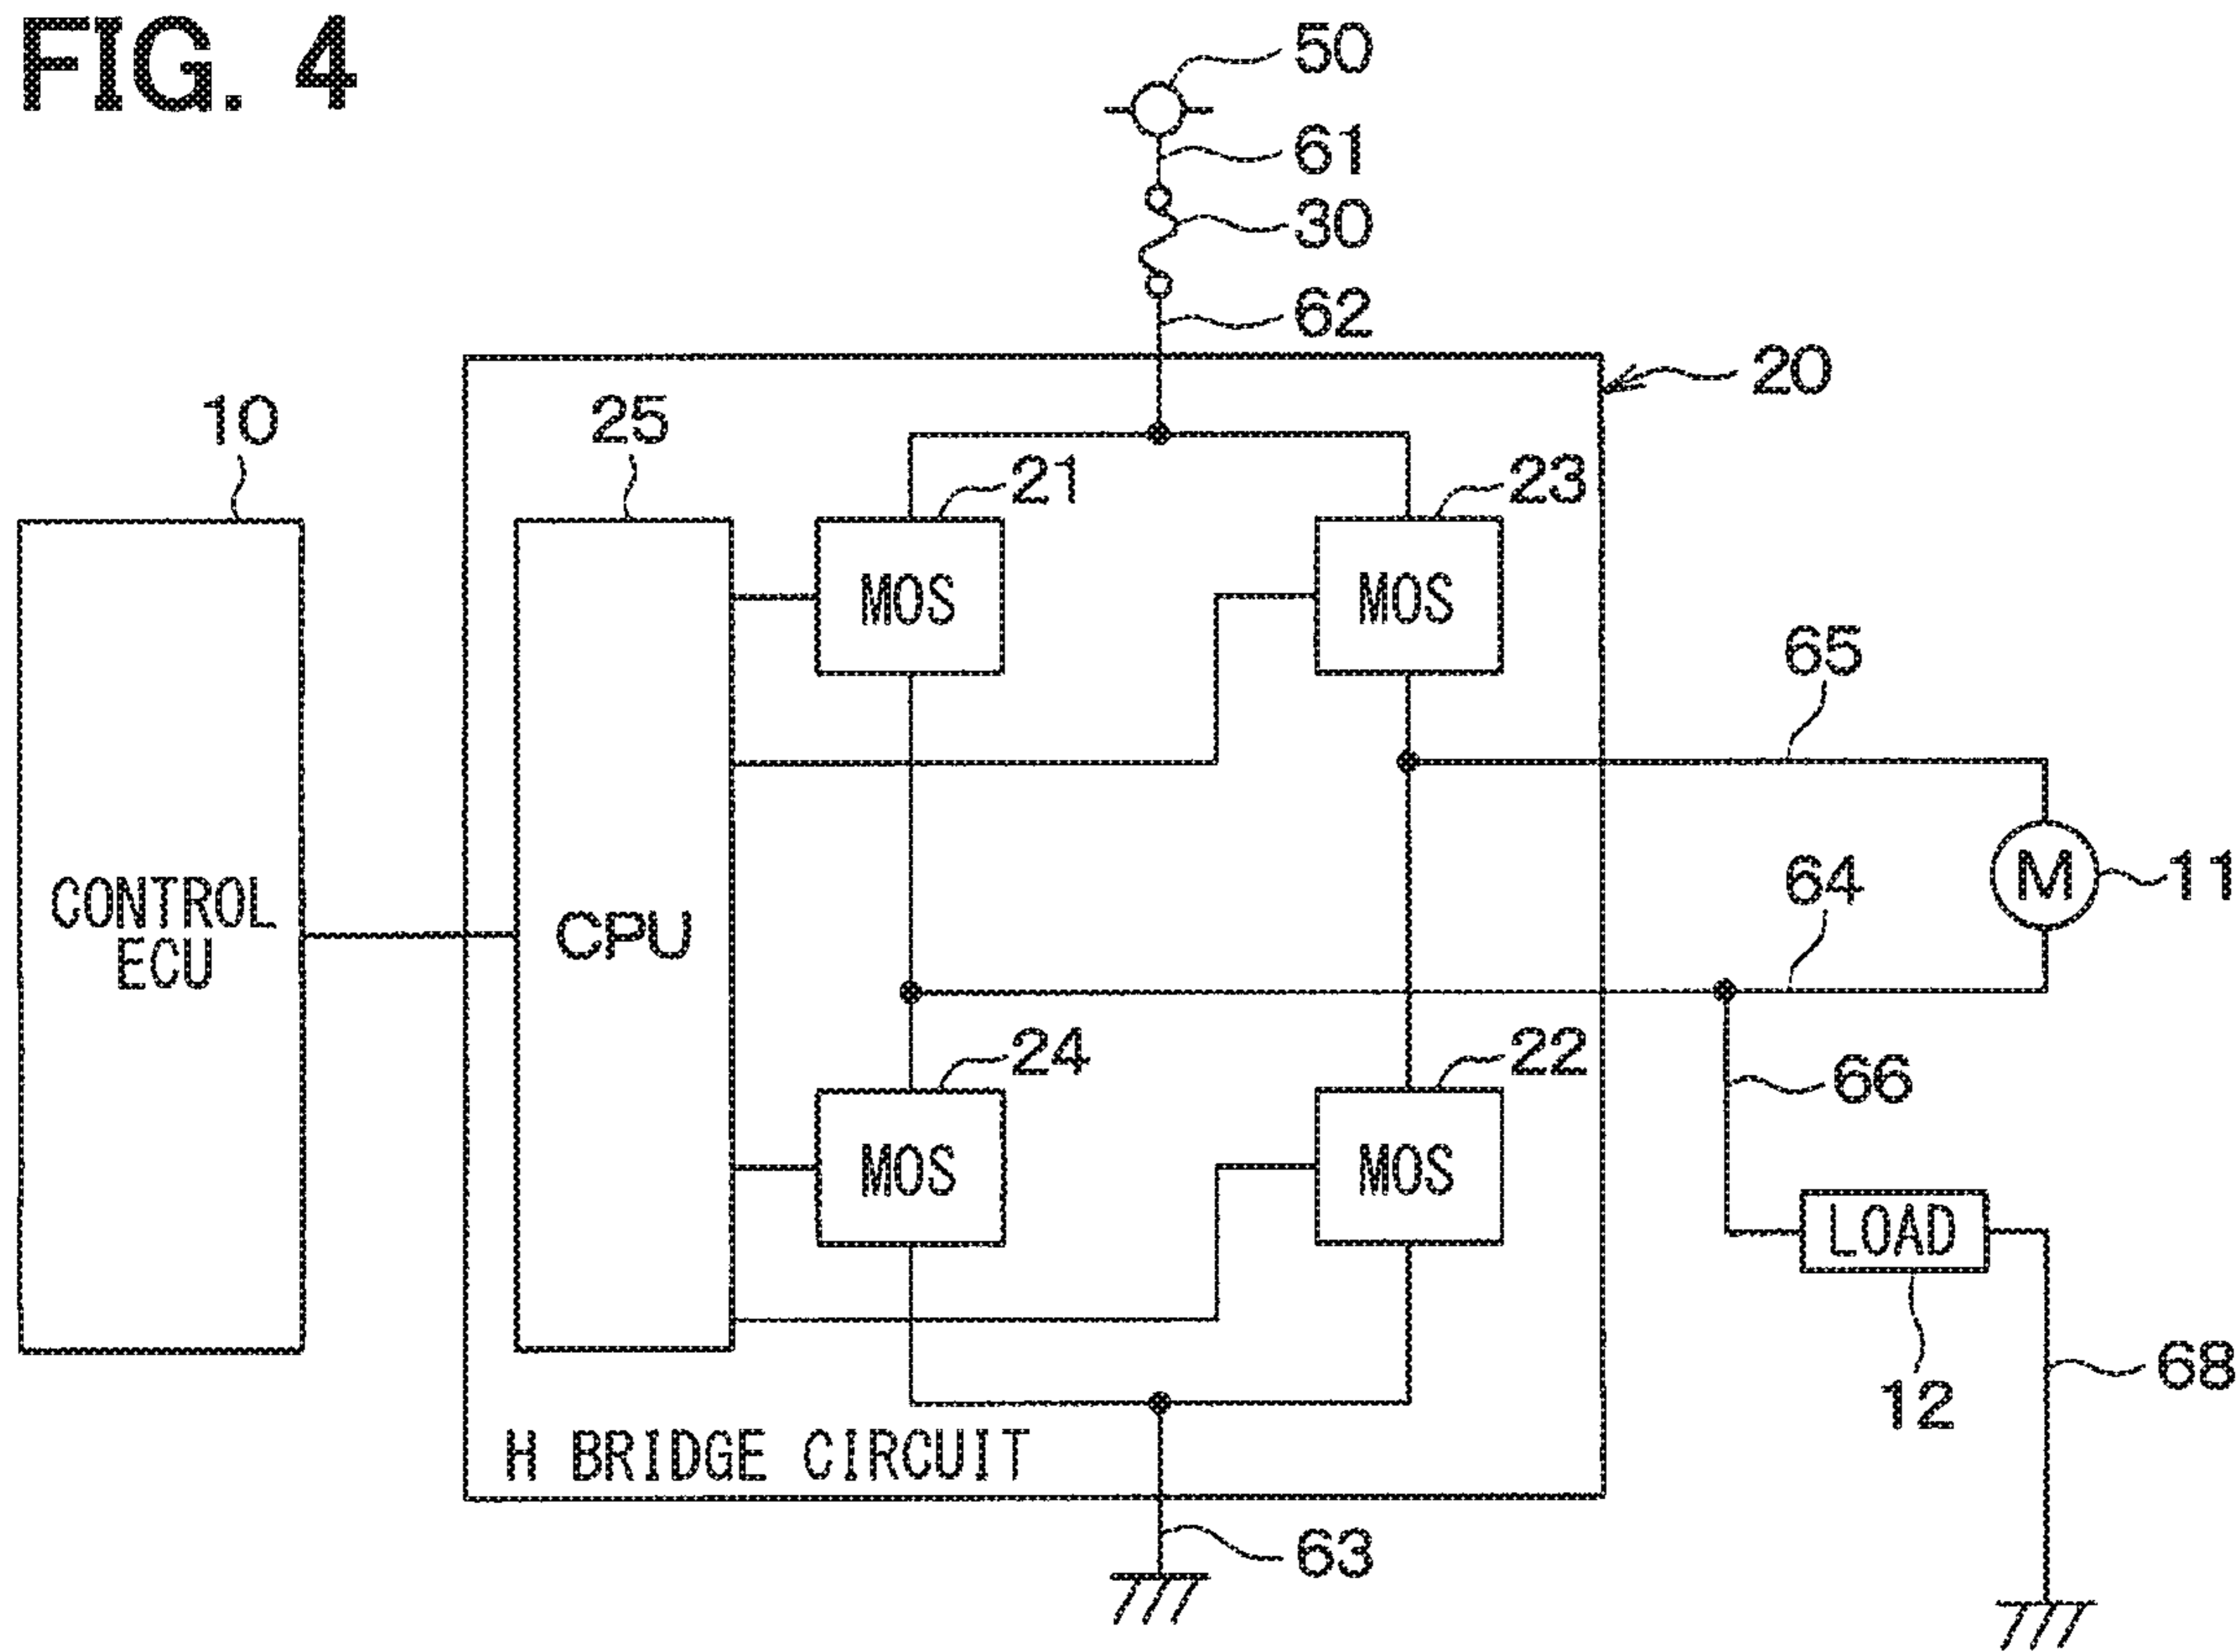 FIG. 4
50
61
30
62
20
10
25
21
23
MOS
MOS
65
CONTROL
ECU
CPU
64
M
11
24
22
66
MOS
MOS
LOAD
12
68
H BRIDGE CIRCUIT
63